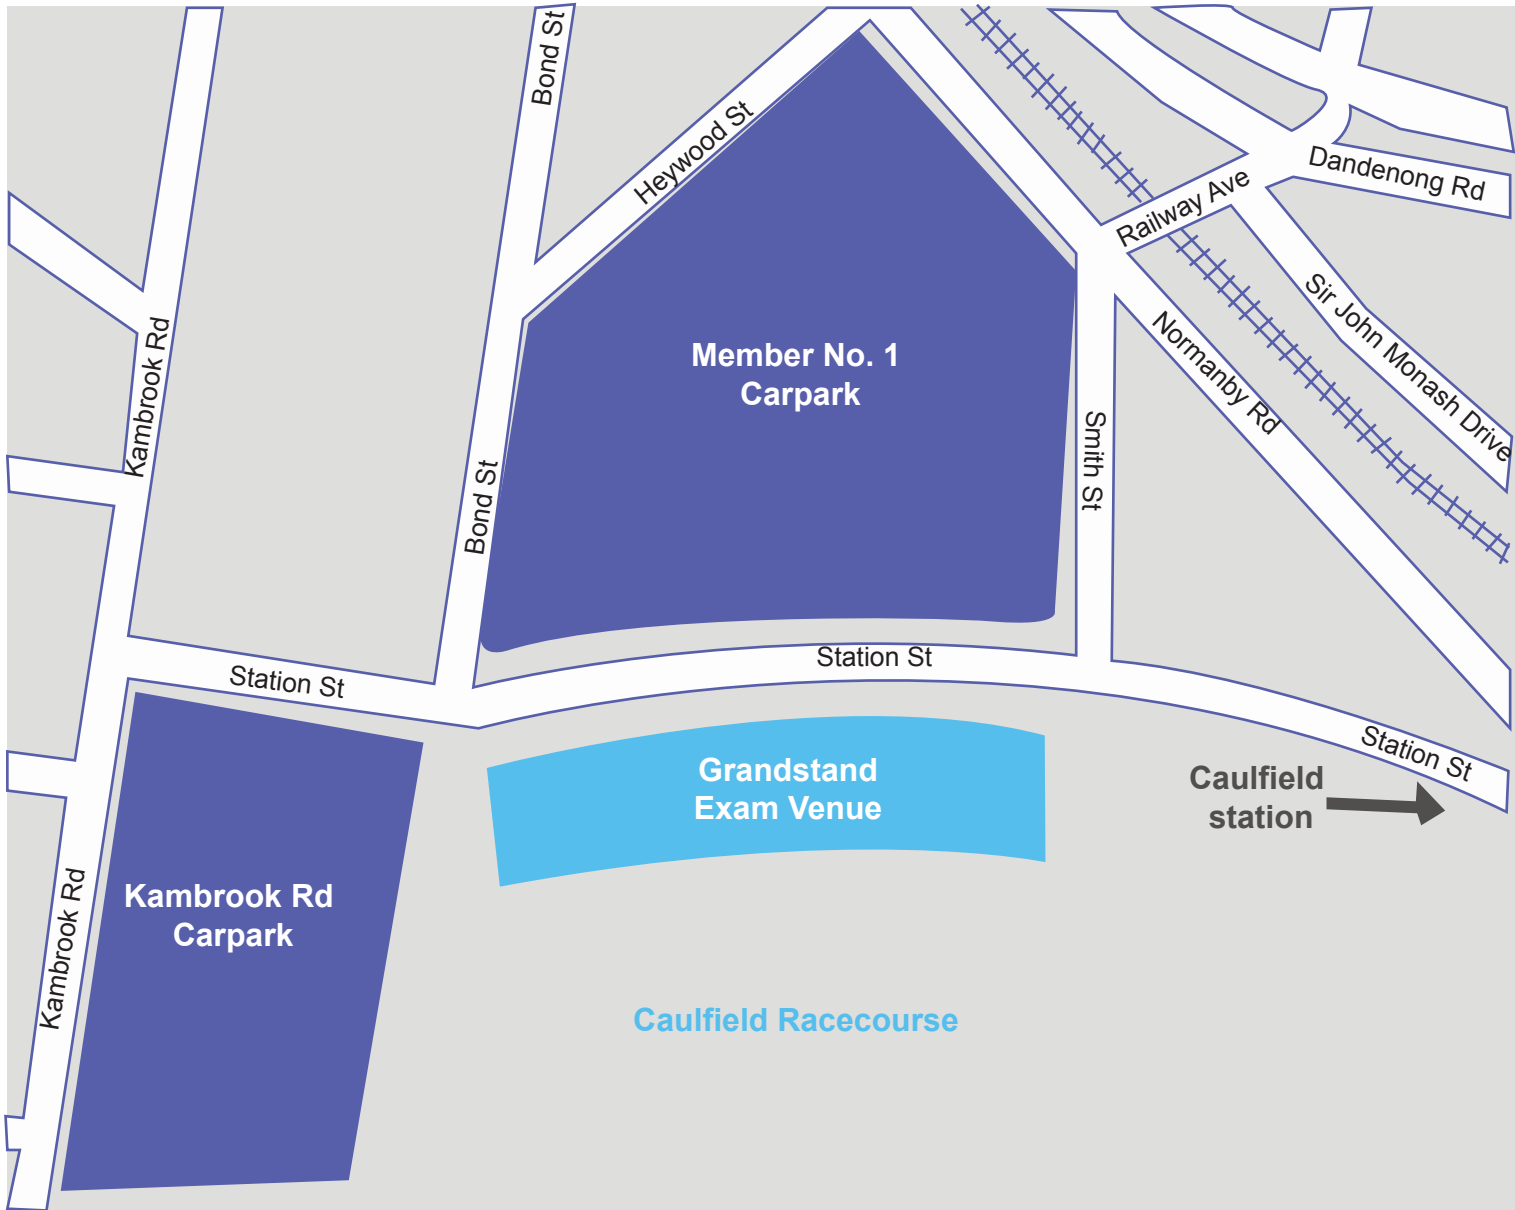 Bond St
Heywood St
Dandenong Rd
Railway Ave
Sir John Monash Drive
Kambrook Rd
Member No. 1
Carpark
Normanby Rd
Smith St
Bond St
Station St
Station St
Station St
Grandstand
Exam Venue
Caulfield
station
Kambrook Rd
Carpark
Kambrook Rd
Caulfield Racecourse